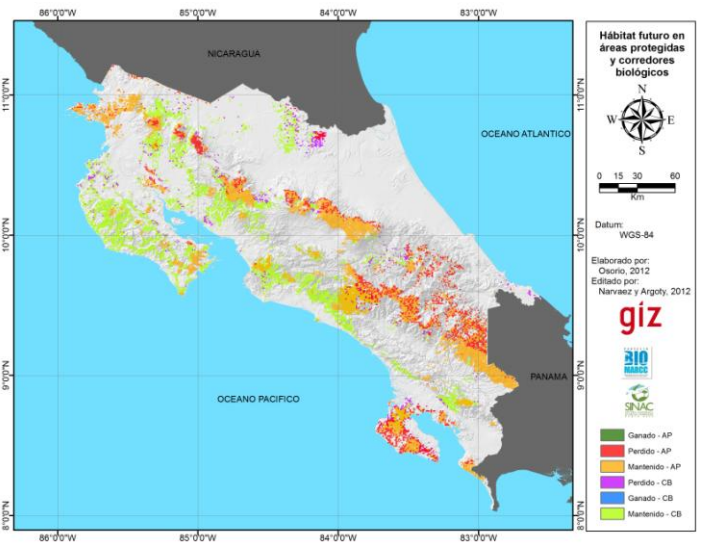 86°0'0"W 85°0'0"W 84°0'0"W 83°0'0"W
NICARAGUA
OCEANO ATLANTICO
PANAMA
OCEANO PACIFICO
11°0'0"N
10°0'0"N
9°0'0"N
8°0'0"N
11°0'0"N
10°0'0"N
9°0'0"N
8°0'0"N
86°0'0"W 85°0'0"W 84°0'0"W 83°0'0"W
Hábitat futuro en
áreas protegidas
y corredores
biológicos
N
W E
S
0 15 30 60
Km
Datum:
WGS-84
Elaborado por:
Osorio, 2012
Editado por:
Narvaez y Argoty, 2012
giz
BIO
MARCC
SINAC
Ganado - AP
Perdido - AP
Mantenido - AP
Perdido - CB
Ganado - CB
Mantenido - CB